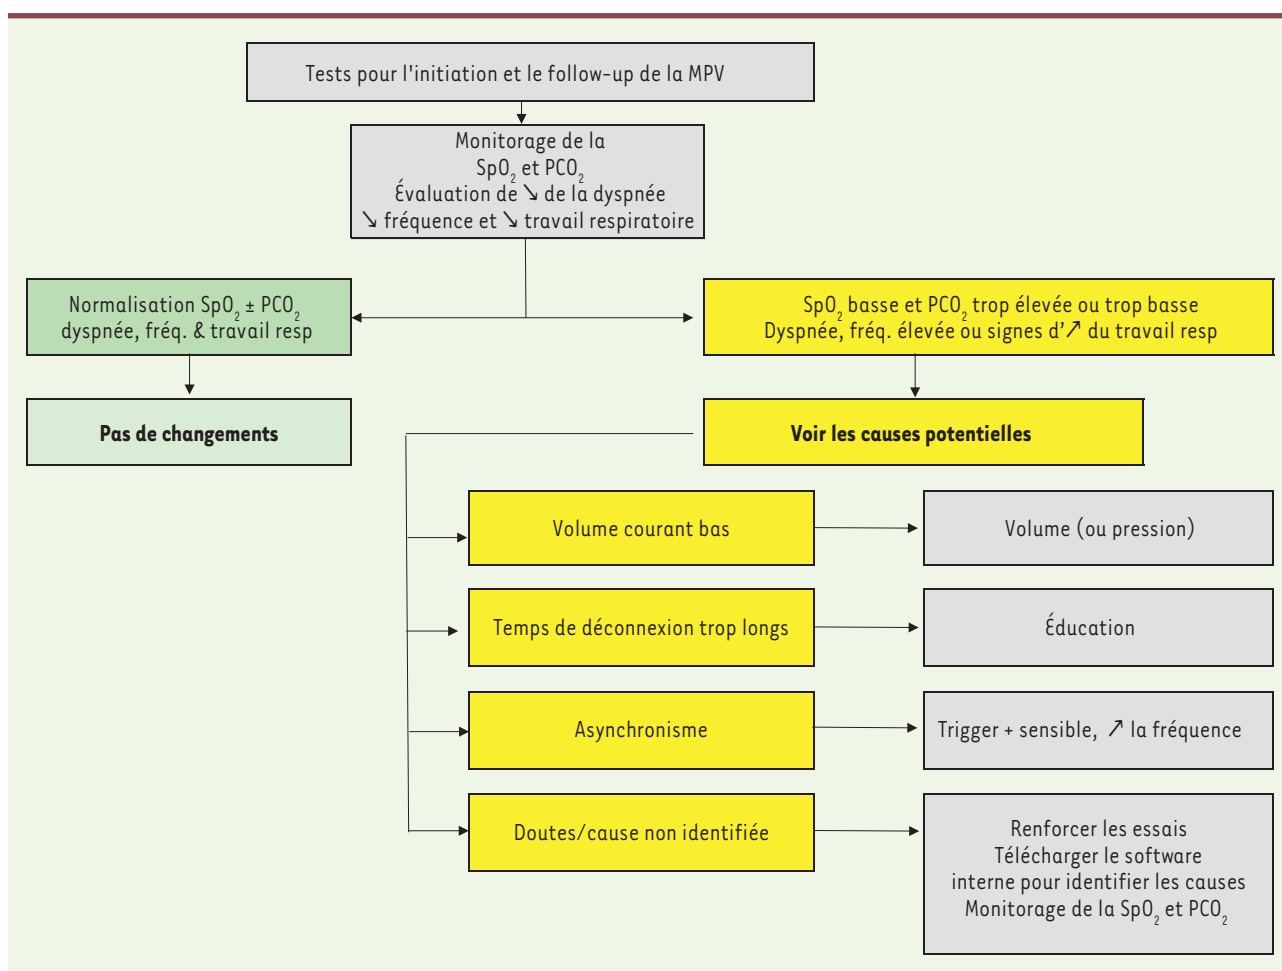 Tests pour l'initiation et le follow-up de la MPV
Monitorage de la
SpO₂ et PCO₂
Évaluation de ↘ de la dyspnée
↘ fréquence et ↘ travail respiratoire
Normalisation SpO₂ ± PCO₂
dyspnée, fréq. & travail resp
SpO₂ basse et PCO₂ trop élevée ou trop basse
Dyspnée, fréq. élevée ou signes d'↗ du travail resp
Pas de changements
Voir les causes potentielles
Volume courant bas
Volume (ou pression)
Temps de déconnexion trop longs
Éducation
Asynchronisme
Trigger + sensible, ↗ la fréquence
Doutes/cause non identifiée
Renforcer les essais
Télécharger le software
interne pour identifier les causes
Monitorage de la SpO₂ et PCO₂